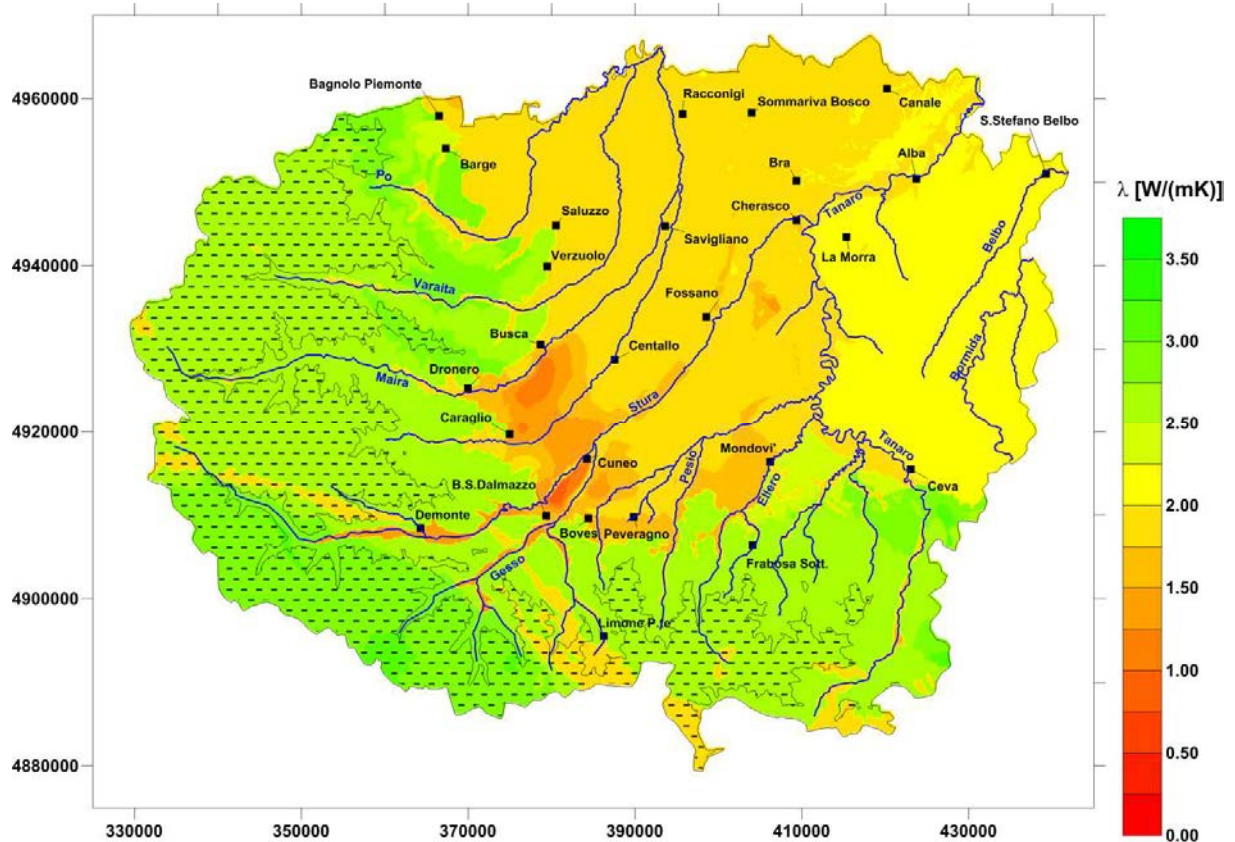 4960000
4940000
4920000
4900000
4880000
330000
350000
370000
390000
410000
430000
Bagnolo Piemonte
Barge
Racconigi
Sommariva Bosco
Canale
S.Stefano Belbo
Bra
Alba
Po
Saluzzo
Cherasco
Tanaro
Savigliano
La Morra
Belbo
Verzuolo
Varaita
Fossano
Busca
Centallo
Bormida
Dronero
Maira
Stura
Caraglio
Cuneo
Pesio
Mondovi'
Tanaro
Ellero
Ceva
B.S.Dalmazzo
Demonte
Boves
Peveragno
Gesso
Frabosa Sott.
Limone P.te
λ [W/(mK)]
3.50
3.00
2.50
2.00
1.50
1.00
0.50
0.00